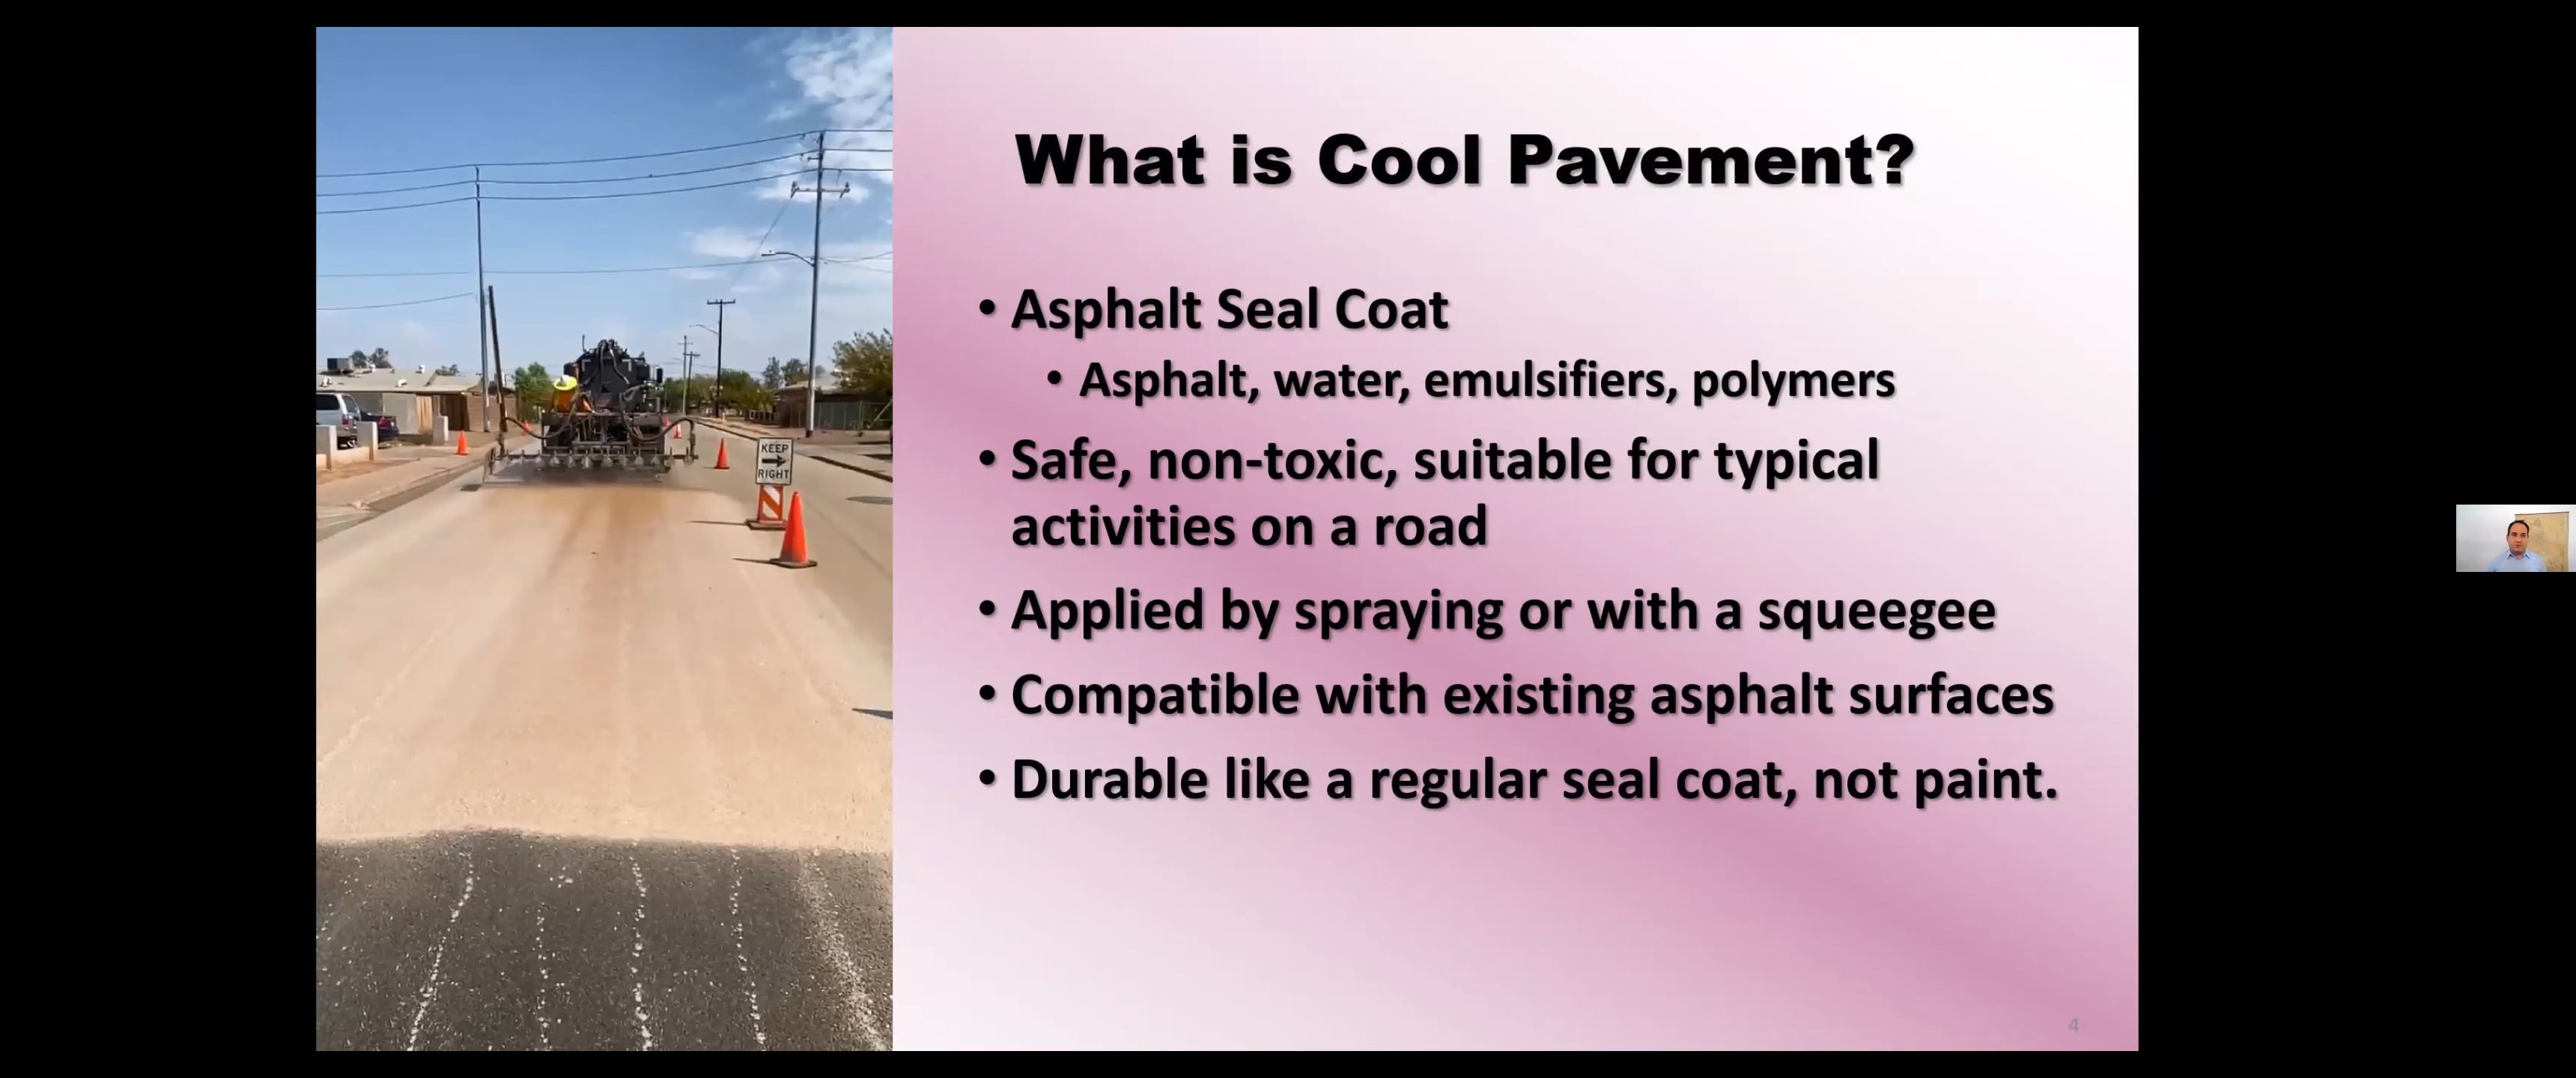 What is Cool Pavement?
• Asphalt Seal Coat
• Asphalt, water, emulsifiers, polymers
• Safe, non-toxic, suitable for typical
activities on a road
• Applied by spraying or with a squeegee
• Compatible with existing asphalt surfaces
• Durable like a regular seal coat, not paint.
KEEP
RIGHT
4